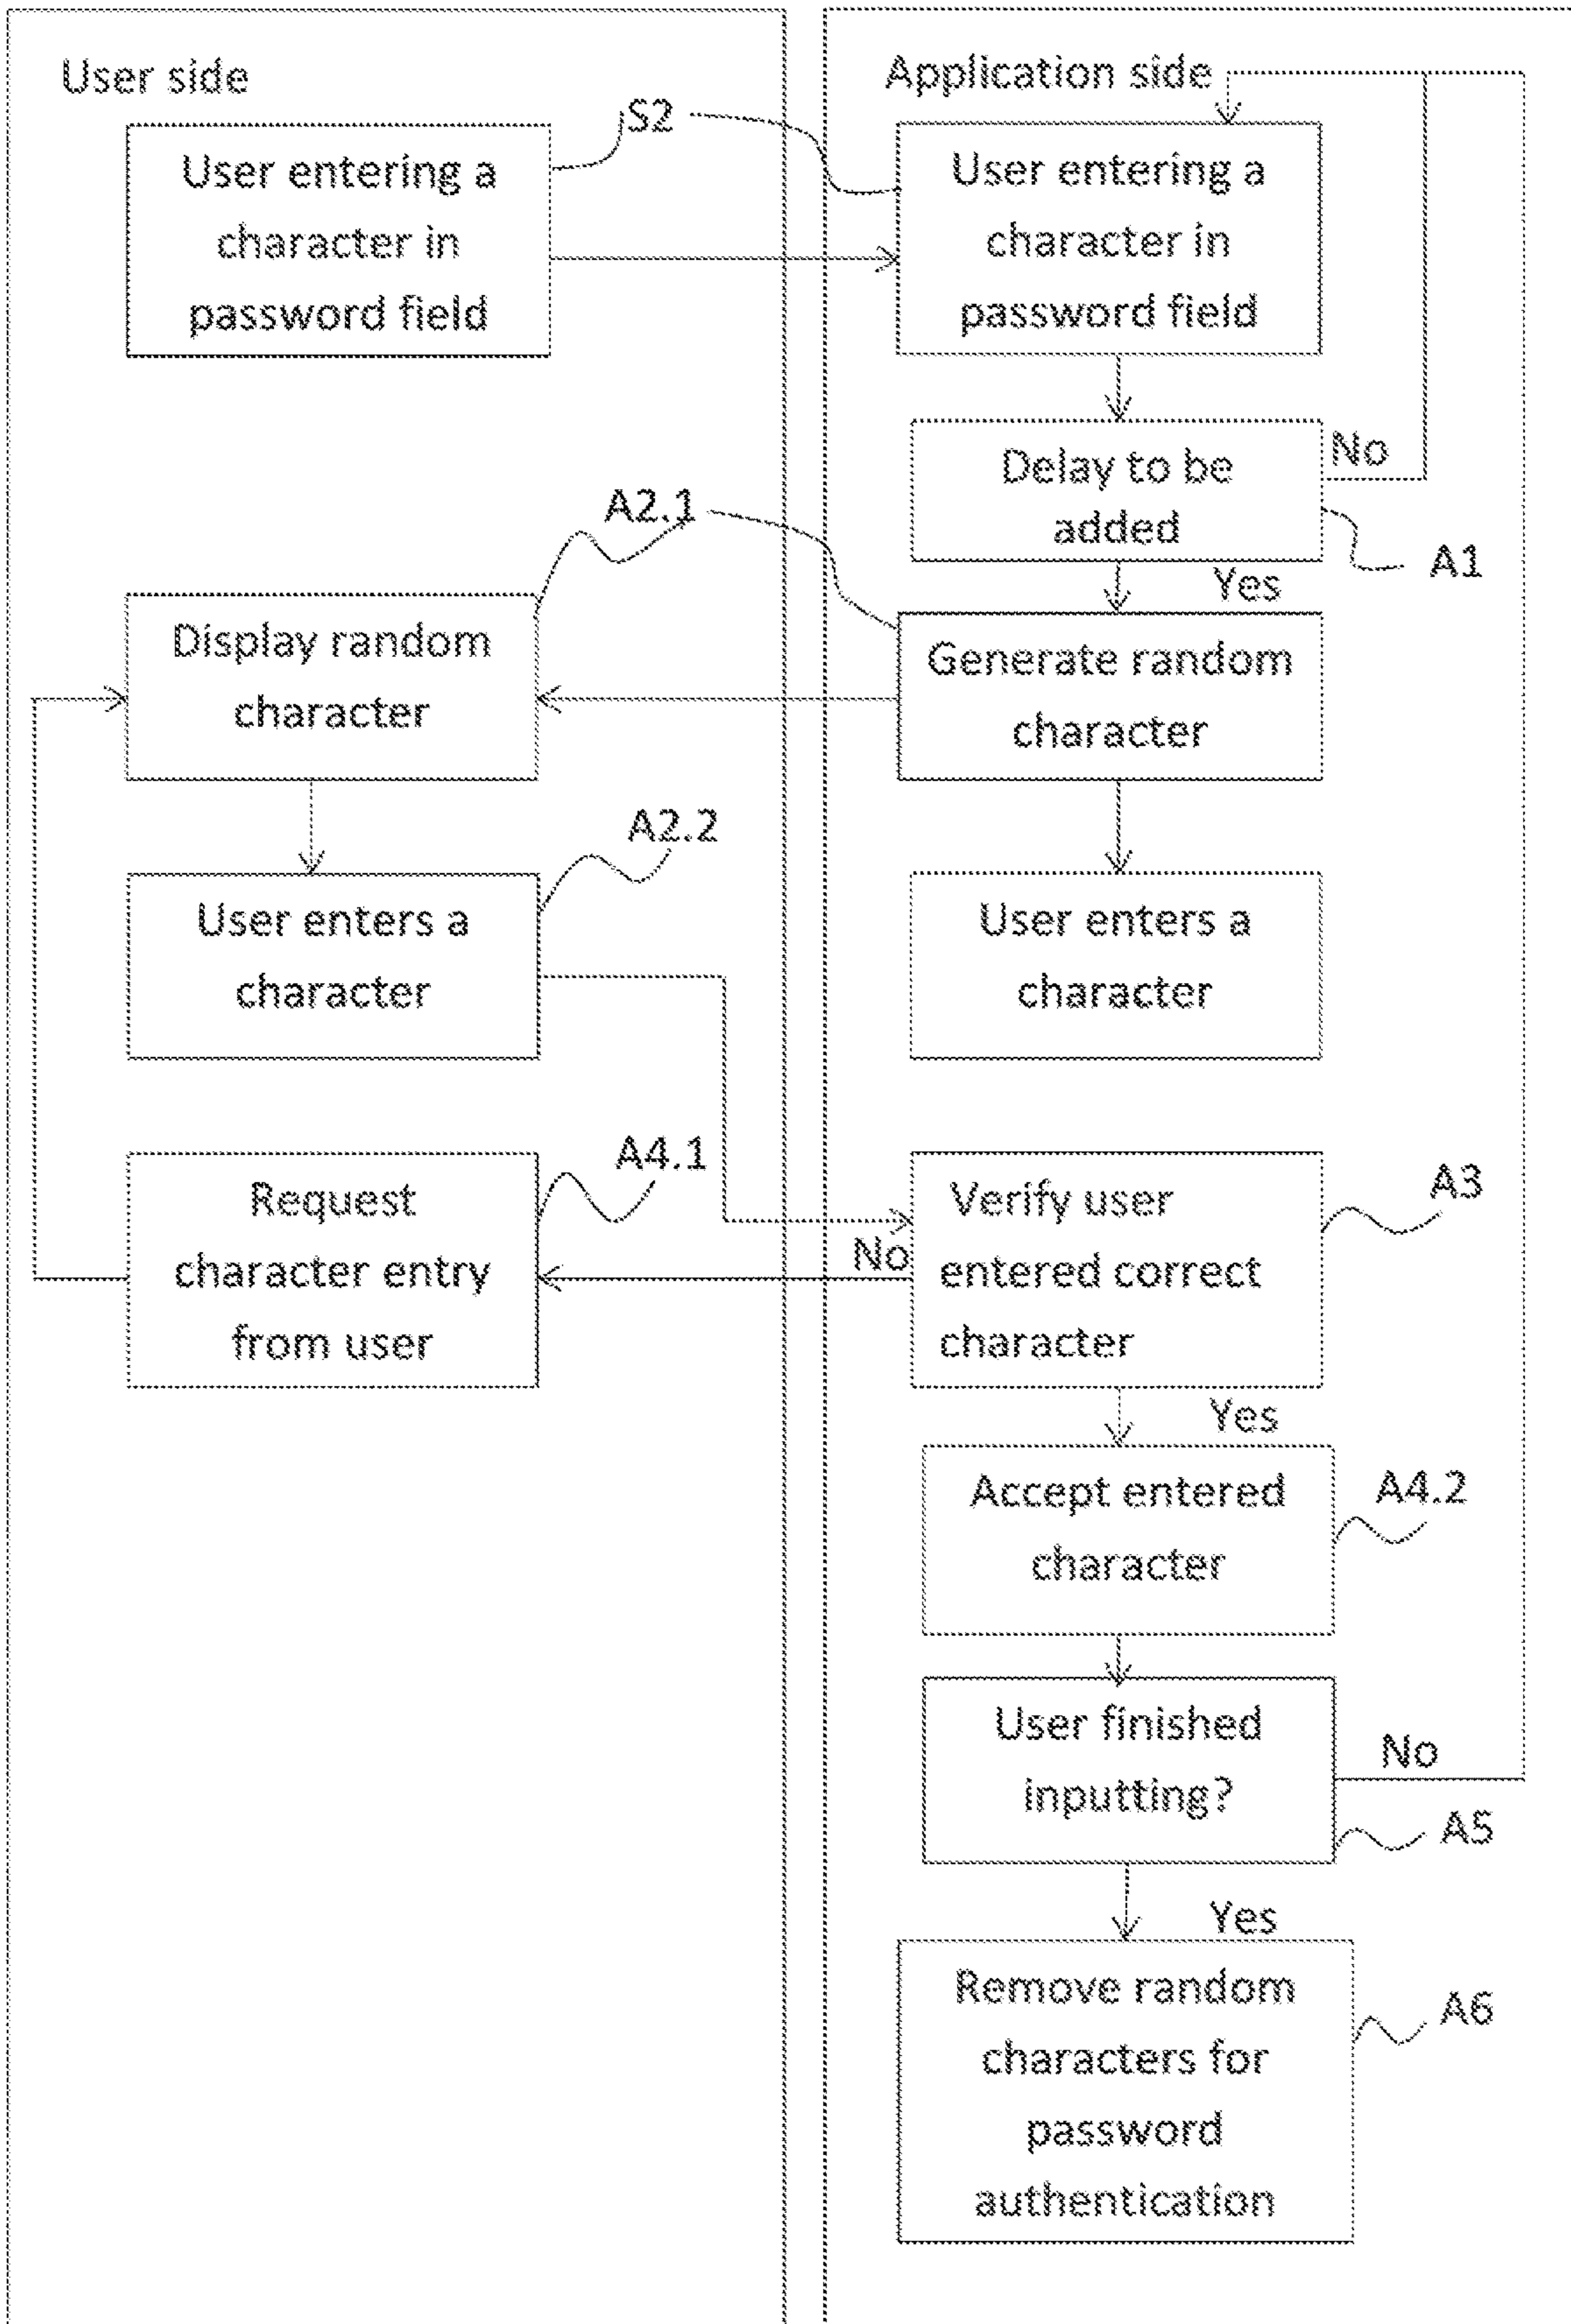 User side
Application side
S2
User entering a
character in
password field
User entering a
character in
password field
Delay to be
added
No
A1
Yes
A2.1
Display random
character
Generate random
character
A2.2
User enters a
character
User enters a
character
A4.1
Request
character entry
from user
No
Verify user
entered correct
character
A3
Yes
Accept entered
character
A4.2
User finished
inputting?
No
A5
Yes
Remove random
characters for
password
authentication
A6